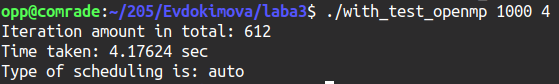 opp@comrade:~/205/Evdokimova/laba3$ ./with_test_openmp 1000 4
Iteration amount in total: 612
Time taken: 4.17624 sec
Type of scheduling is: auto